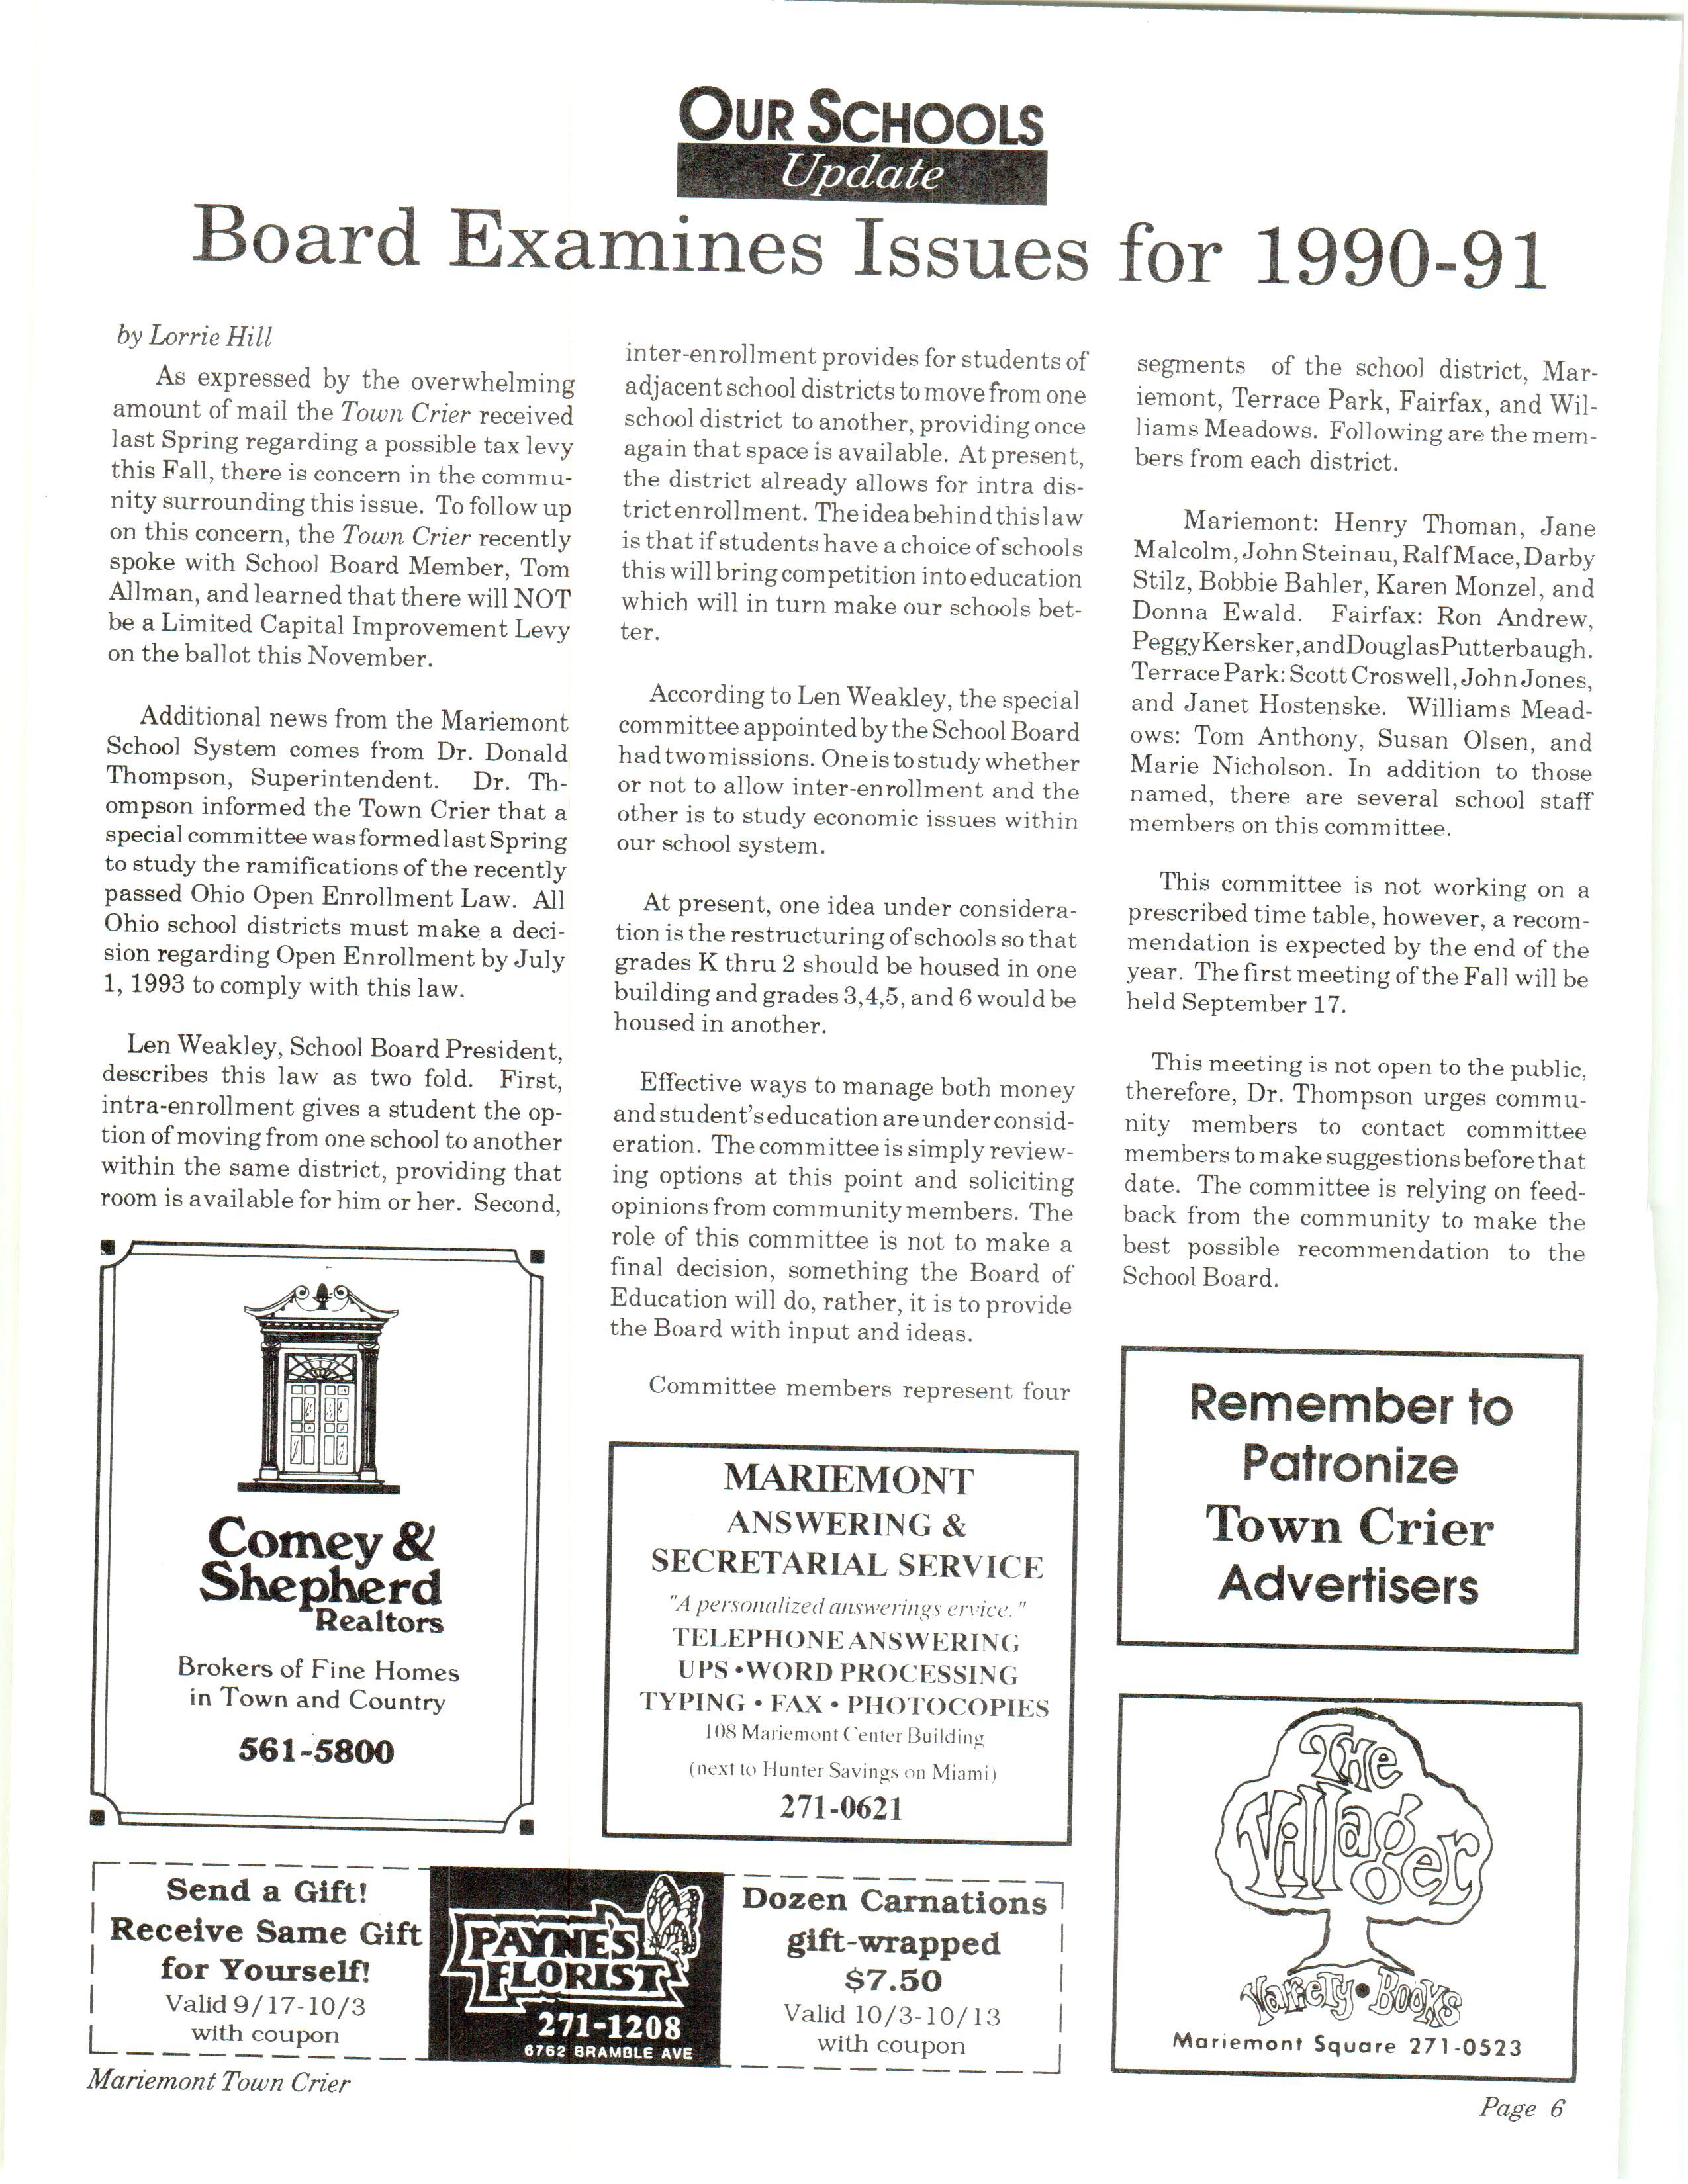 OUR SCHOOLS
Update
Board Examines Issues for 1990-91
by Lorrie Hill
As expressed by the overwhelming
amount of mail the Town Crier received
last Spring regarding a possible tax levy
this Fall, there is concern in the commu-
nity surrounding this issue. To follow up
on this concern, the Town Crier recently
spoke with School Board Member, Tom
Allman, and learned that there will NOT
be a Limited Capital Improvement Levy
on the ballot this November.
Additional news from the Mariemont
School System comes from Dr. Donald
Thompson, Superintendent. Dr. Th-
ompson informed the Town Crier that a
special committee was formed last Spring
to study the ramifications of the recently
passed Ohio Open Enrollment Law. All
Ohio school districts must make a deci-
sion regarding Open Enrollment by July
1, 1993 to comply with this law.
Len Weakley, School Board President,
describes this law as two fold. First,
intra-enrollment gives a student the op-
tion of moving from one school to another
within the same district, providing that
room is available for him or her. Second,
inter-enrollment provides for students of
adjacent school districts to move from one
school district to another, providing once
again that space is available. At present,
the district already allows for intra dis-
trict enrollment. The idea behind this law
is that if students have a choice of schools
this will bring competition into education
which will in turn make our schools bet-
ter.
According to Len Weakley, the special
committee appointed by the School Board
had two missions. One is to study whether
or not to allow inter-enrollment and the
other is to study economic issues within
our school system.
At present, one idea under considera-
tion is the restructuring of schools so that
grades K thru 2 should be housed in one
building and grades 3,4,5, and 6 would be
housed in another.
Effective ways to manage both money
and student's education are under consid-
eration. The committee is simply review-
ing options at this point and soliciting
opinions from community members. The
role of this committee is not to make a
final decision, something the Board of
Education will do, rather, it is to provide
the Board with input and ideas.
Committee members represent four
segments of the school district, Mar-
iemont, Terrace Park, Fairfax, and Wil-
liams Meadows. Following are the mem-
bers from each district.
Mariemont: Henry Thoman, Jane
Malcolm, John Steinau, Ralf Mace, Darby
Stilz, Bobbie Bahler, Karen Monzel, and
Donna Ewald. Fairfax: Ron Andrew,
Peggy Kersker, and Douglas Putterbaugh.
Terrace Park: Scott Croswell, John Jones,
and Janet Hostenske. Williams Mead-
ows: Tom Anthony, Susan Olsen, and
Marie Nicholson. In addition to those
named, there are several school staff
members on this committee.
This committee is not working on a
prescribed time table, however, a recom-
mendation is expected by the end of the
year. The first meeting of the Fall will be
held September 17.
This meeting is not open to the public,
therefore, Dr. Thompson urges commu-
nity members to contact committee
members to make suggestions before that
date. The committee is relying on feed-
back from the community to make the
best possible recommendation to the
School Board.
Comey &
Shepherd
Realtors
Brokers of Fine Homes
in Town and Country
561-5800
MARIEMONT
ANSWERING &
SECRETARIAL SERVICE
"A personalized answerings ervice."
TELEPHONE ANSWERING
UPS •WORD PROCESSING
TYPING • FAX • PHOTOCOPIES
108 Mariemont Center Building
(next to Hunter Savings on Miami)
271-0621
Remember to
Patronize
Town Crier
Advertisers
The
Villager
Variety • Books
Mariemont Square 271-0523
Send a Gift!
Receive Same Gift
for Yourself!
Valid 9/17-10/3
with coupon
PAYNE'S
FLORIST
271-1208
6762 BRAMBLE AVE
Dozen Carnations
gift-wrapped
$7.50
Valid 10/3-10/13
with coupon
Mariemont Town Crier
Page 6